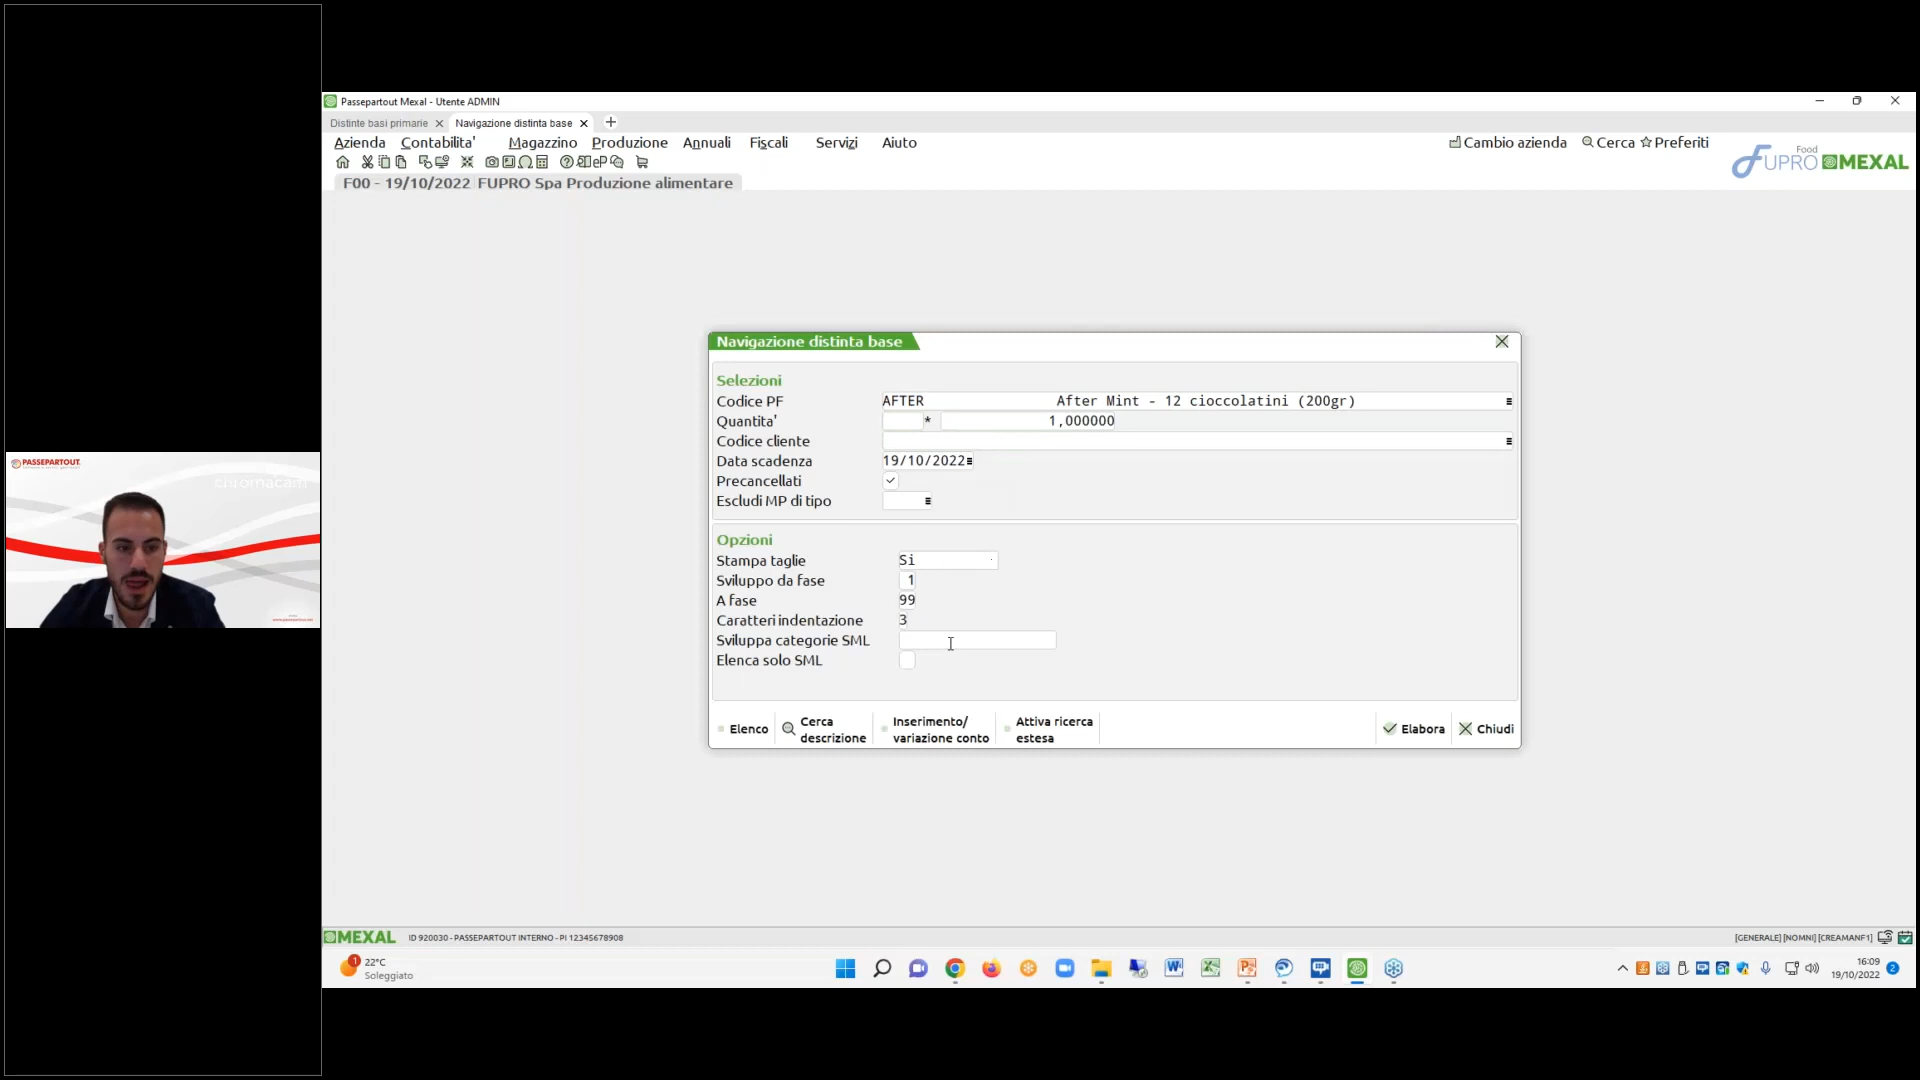 Passepartout Mexal - Utente ADMIN
Distinte basi primarie
Navigazione distinta base
Azienda Contabilita' Magazzino Produzione Annuali Fiscali Servizi Aiuto
Cambio azienda Cerca Preferiti
Food
FUPRO MEXAL
F00 - 19/10/2022 FUPRO Spa Produzione alimentare
Navigazione distinta base
Selezioni
Codice PF AFTER After Mint - 12 cioccolatini (200gr)
Quantita' * 1,000000
Codice cliente
Data scadenza 19/10/2022
Precancellati
Escludi MP di tipo
Opzioni
Stampa taglie Si
Sviluppo da fase 1
A fase 99
Caratteri indentazione 3
Sviluppa categorie SML
Elenca solo SML
Elenco
Cerca descrizione
Inserimento/ variazione conto
Attiva ricerca estesa
Elabora
Chiudi
PASSEPARTOUT
chromacam
MEXAL ID 920030 - PASSEPARTOUT INTERNO - PI 12345678908
[GENERALE] [NOMNI] [CREAMANF1]
1
22°C
Soleggiato
16:09
19/10/2022
2